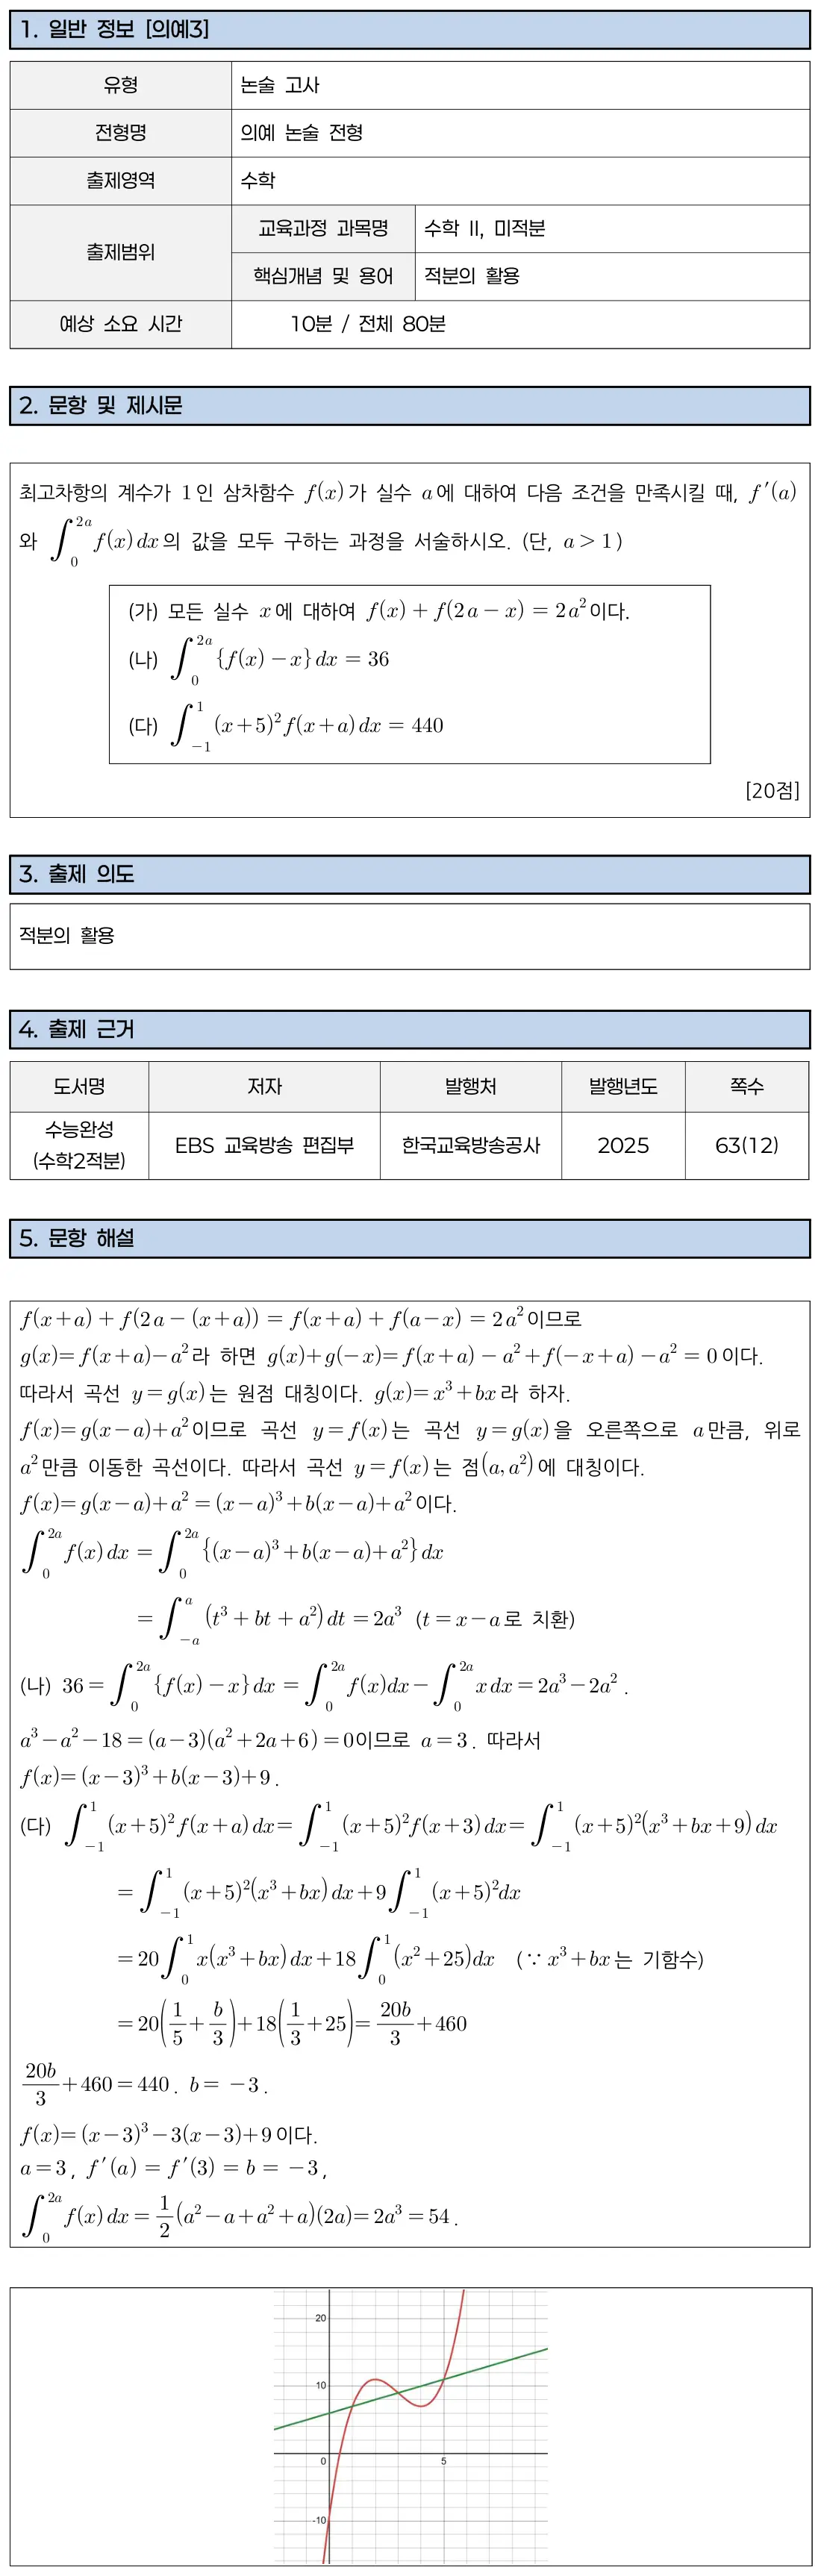 1. 일반 정보 [의예3]
유형 논술 고사
전형명 의예 논술 전형
출제영역 수학
출제범위 교육과정 과목명 수학 II, 미적분
핵심개념 및 용어 적분의 활용
예상 소요 시간 10분 / 전체 80분
2. 문항 및 제시문
최고차항의 계수가 1인 삼차함수 f(x)가 실수 a에 대하여 다음 조건을 만족시킬 때, f′(a)
와 ∫_0^{2a} f(x)dx의 값을 모두 구하는 과정을 서술하시오. (단, a > 1)
(가) 모든 실수 x에 대하여 f(x) + f(2a − x) = 2a²이다.
(나) ∫_0^{2a} {f(x) − x}dx = 36
(다) ∫_{−1}^{1} (x+5)² f(x+a)dx = 440
[20점]
3. 출제 의도
적분의 활용
4. 출제 근거
도서명 저자 발행처 발행년도 쪽수
수능완성
(수학2적분) EBS 교육방송 편집부 한국교육방송공사 2025 63(12)
5. 문항 해설
f(x+a) + f(2a − (x+a)) = f(x+a) + f(a−x) = 2a²이므로
g(x)= f(x+a)−a²라 하면 g(x)+g(−x)= f(x+a) − a² + f(−x+a) − a² = 0이다.
따라서 곡선 y=g(x)는 원점 대칭이다. g(x)= x³+bx라 하자.
f(x)= g(x−a)+a²이므로 곡선 y=f(x)는 곡선 y=g(x)을 오른쪽으로 a만큼, 위로
a²만큼 이동한 곡선이다. 따라서 곡선 y=f(x)는 점(a, a²)에 대칭이다.
f(x)= g(x−a)+a² = (x−a)³+b(x−a)+a²이다.
∫_0^{2a} f(x)dx = ∫_0^{2a} {(x−a)³+b(x−a)+a²}dx
= ∫_{−a}^{a} (t³ + bt + a²)dt = 2a³ (t = x−a로 치환)
(나) 36 = ∫_0^{2a} {f(x) − x}dx = ∫_0^{2a} f(x)dx − ∫_0^{2a} xdx = 2a³−2a².
a³−a²−18 = (a−3)(a²+2a+6) = 0이므로 a=3. 따라서
f(x)= (x−3)³+b(x−3)+9.
(다) ∫_{−1}^{1} (x+5)² f(x+a)dx = ∫_{−1}^{1} (x+5)² f(x+3)dx = ∫_{−1}^{1} (x+5)²(x³+bx+9)dx
= ∫_{−1}^{1} (x+5)²(x³+bx)dx + 9∫_{−1}^{1} (x+5)²dx
= 20∫_0^1 x(x³+bx)dx + 18∫_0^1 (x²+25)dx (∵ x³+bx는 기함수)
= 20(1/5 + b/3)+18(1/3 + 25)= 20b/3 + 460
20b/3 + 460 = 440. b = −3.
f(x)= (x−3)³−3(x−3)+9이다.
a=3, f′(a) = f′(3) = b = −3,
∫_0^{2a} f(x)dx = 1/2 (a²−a+a²+a)(2a)= 2a³ = 54.
20
10
0 5
-10